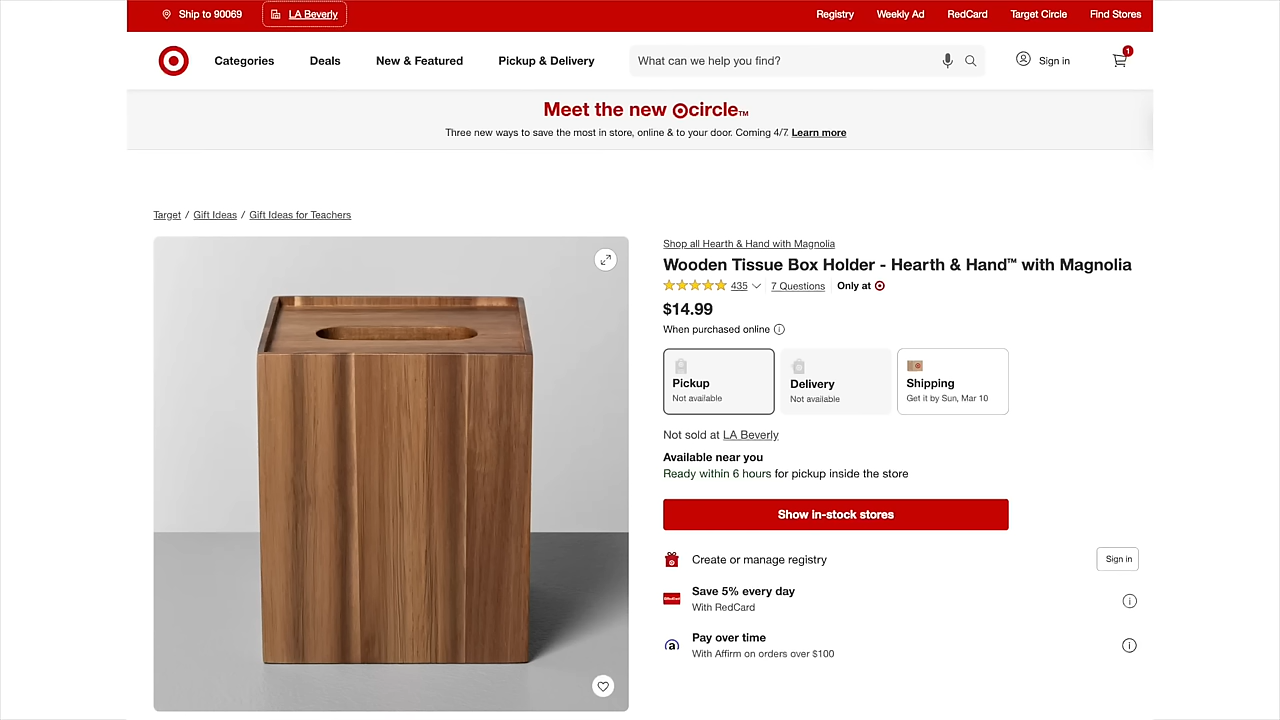 Ship to 90069 LA Beverly Registry Weekly Ad RedCard Target Circle Find Stores
Categories Deals New & Featured Pickup & Delivery What can we help you find? Sign in 1
Meet the new circle™
Three new ways to save the most in store, online & to your door. Coming 4/7. Learn more
Target / Gift Ideas / Gift Ideas for Teachers
Shop all Hearth & Hand with Magnolia
Wooden Tissue Box Holder - Hearth & Hand™ with Magnolia
435 7 Questions Only at
$14.99
When purchased online
Pickup
Not available
Delivery
Not available
Shipping
Get it by Sun, Mar 10
Not sold at LA Beverly
Available near you
Ready within 6 hours for pickup inside the store
Show in-stock stores
Create or manage registry Sign in
Save 5% every day
With RedCard
a Pay over time
With Affirm on orders over $100